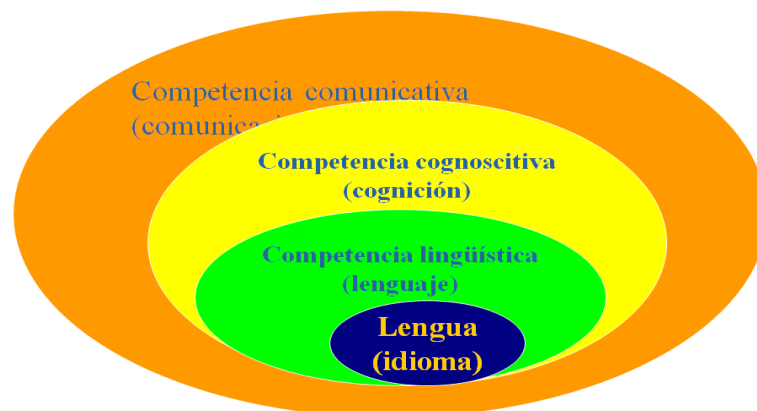 Competencia comunicativa
Competencia cognoscitiva
(cognición)
Competencia lingüística
(lenguaje)
Lengua
(idioma)